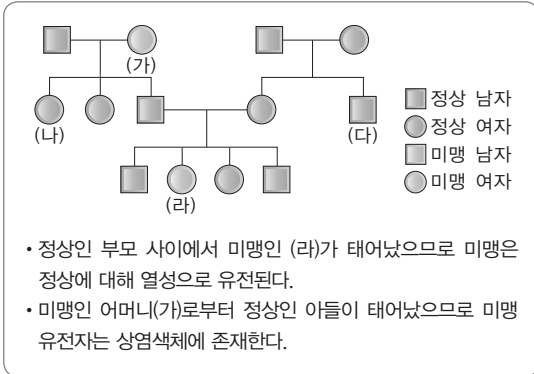 (가)
(나)
(다)
(라)
정상 남자
정상 여자
미맹 남자
미맹 여자
• 정상인 부모 사이에서 미맹인 (라)가 태어났으므로 미맹은
정상에 대해 열성으로 유전된다.
• 미맹인 어머니(가)로부터 정상인 아들이 태어났으므로 미맹
유전자는 상염색체에 존재한다.